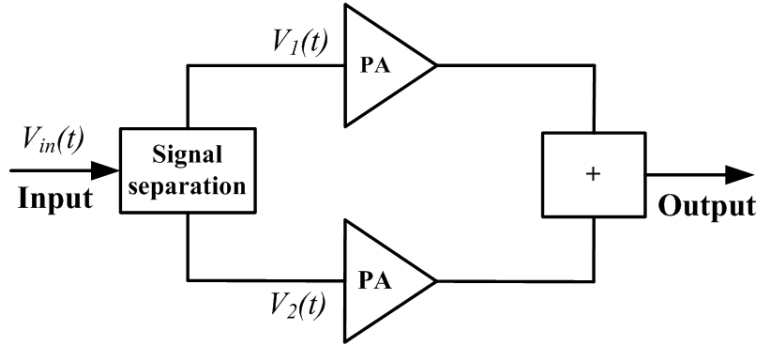 V1(t)
PA
Vin(t)
Input
Signal
separation
+
Output
V2(t)
PA